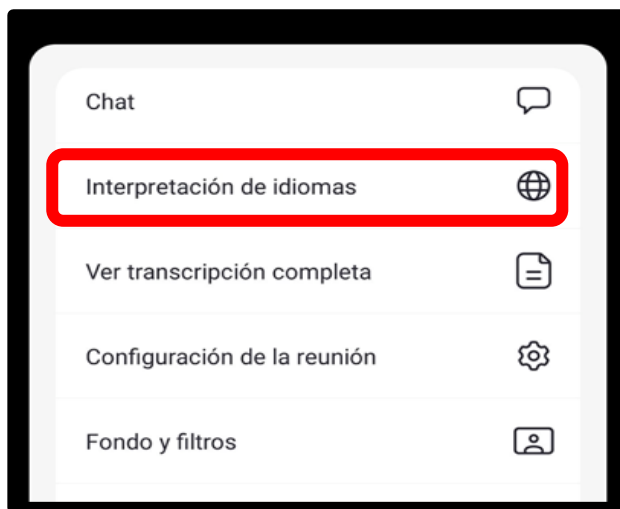 Chat
Interpretación de idiomas
Ver transcripción completa
Configuración de la reunión
Fondo y filtros